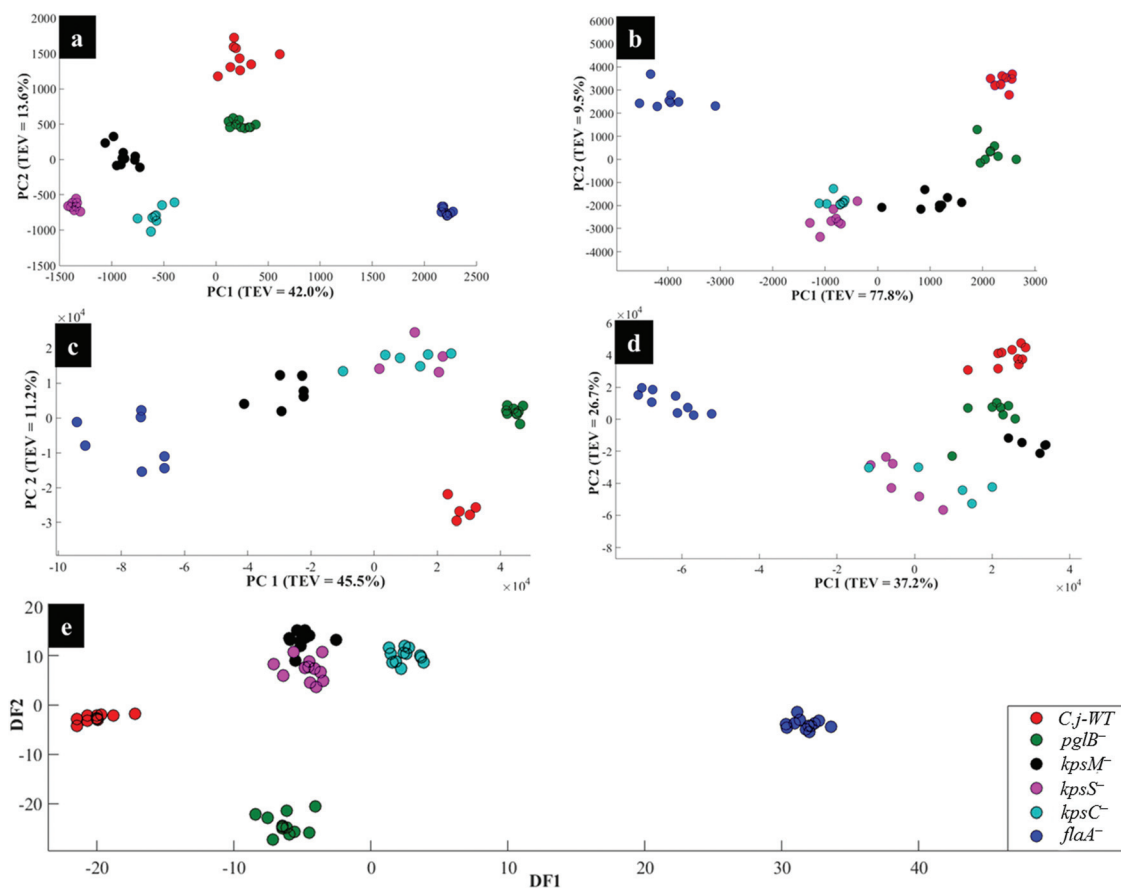 a
2000
1500
1000
500
0
-500
-1000
-1500
-1500 -1000 -500 0 500 1000 1500 2000 2500
PC2 (TEV = 13.6%)
PC1 (TEV = 42.0%)
b
6000
5000
4000
3000
2000
1000
0
-1000
-2000
-3000
-4000
-4000 -3000 -2000 -1000 0 1000 2000 3000
PC2 (TEV = 9.5%)
PC1 (TEV = 77.8%)
c
×10⁴
2
1
0
-1
-2
-3
-10 -8 -6 -4 -2 0 2 4
×10⁴
PC 2 (TEV = 11.2%)
PC 1 (TEV = 45.5%)
d
×10⁴
6
4
2
0
-2
-4
-6
-8
-6 -4 -2 0 2 4
×10⁴
PC2 (TEV = 26.7%)
PC1 (TEV = 37.2%)
e
20
10
0
-10
-20
-20 -10 0 10 20 30 40
DF2
DF1
C.j-WT
pglB⁻
kpsM⁻
kpsS⁻
kpsC⁻
flaA⁻